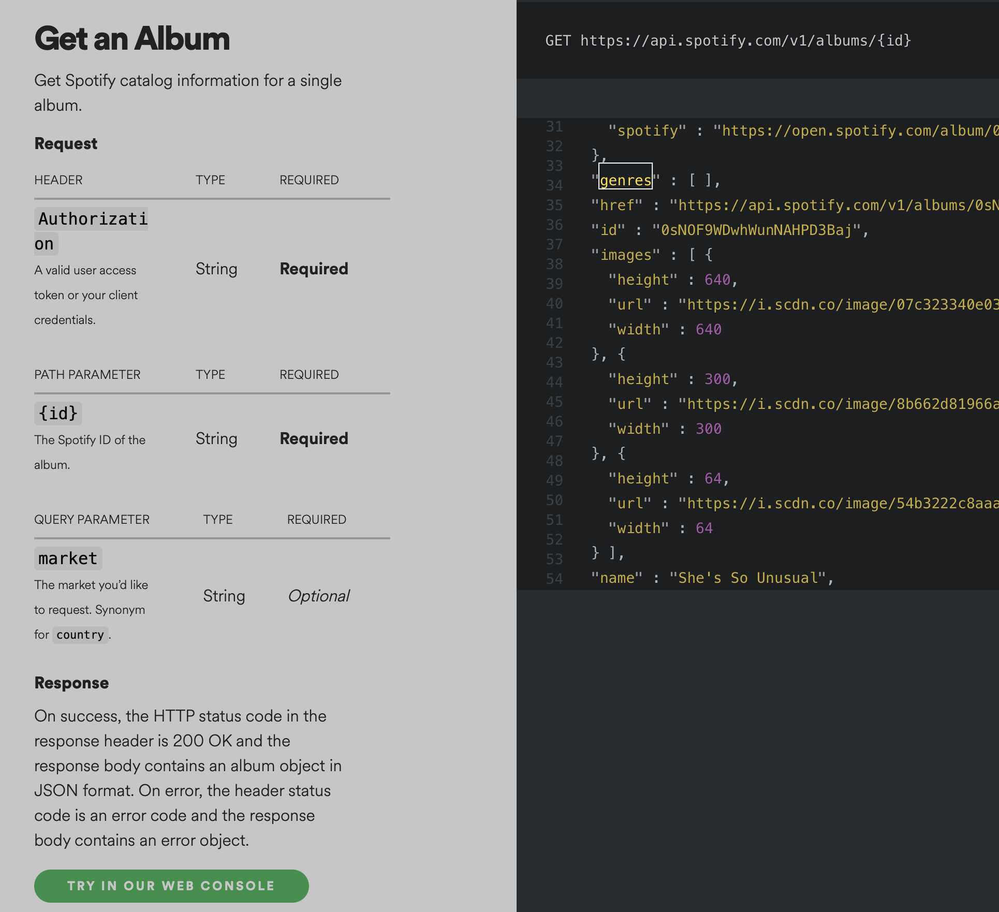 Get an Album
Get Spotify catalog information for a single
album.
Request
HEADER TYPE REQUIRED
Authorizati
on
A valid user access
token or your client
credentials.
String Required
PATH PARAMETER TYPE REQUIRED
{id}
The Spotify ID of the
album.
String Required
QUERY PARAMETER TYPE REQUIRED
market
The market you’d like
to request. Synonym
for country.
String Optional
Response
On success, the HTTP status code in the
response header is 200 OK and the
response body contains an album object in
JSON format. On error, the header status
code is an error code and the response
body contains an error object.
TRY IN OUR WEB CONSOLE
GET https://api.spotify.com/v1/albums/{id}
31
32
33
34
35
36
37
38
39
40
41
42
43
44
45
46
47
48
49
50
51
52
53
54
"spotify" : "https://open.spotify.com/album/0
},
"genres" : [ ],
"href" : "https://api.spotify.com/v1/albums/0sN
"id" : "0sNOF9WDwhWunNAHPD3Baj",
"images" : [ {
"height" : 640,
"url" : "https://i.scdn.co/image/07c323340e03
"width" : 640
}, {
"height" : 300,
"url" : "https://i.scdn.co/image/8b662d81966a
"width" : 300
}, {
"height" : 64,
"url" : "https://i.scdn.co/image/54b3222c8aaa
"width" : 64
} ],
"name" : "She's So Unusual",